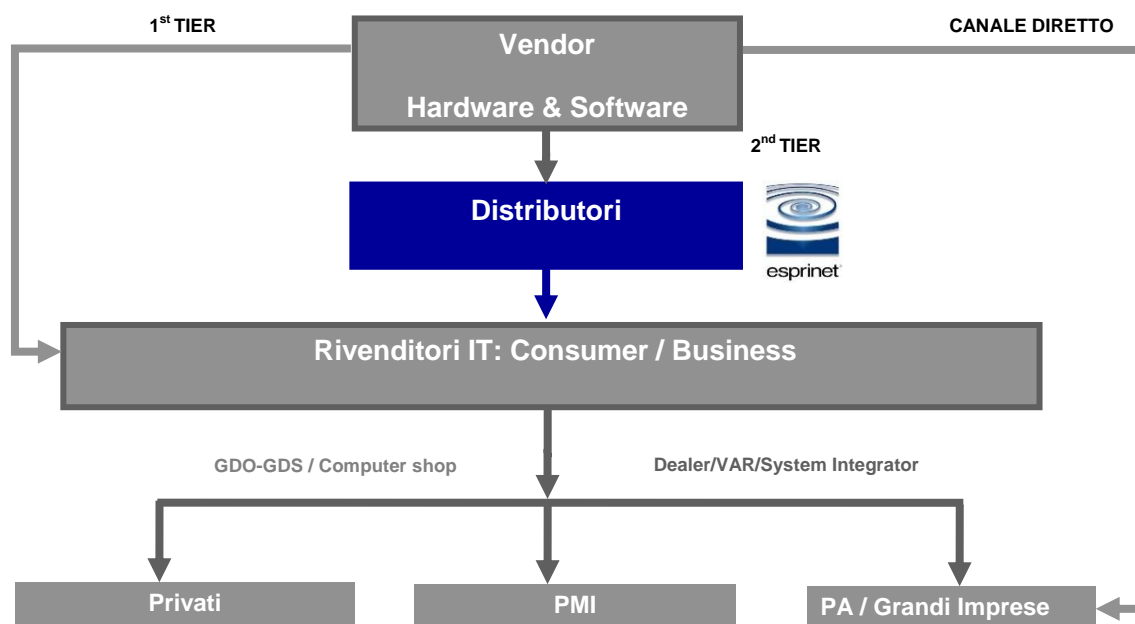 1st TIER
CANALE DIRETTO
Vendor
Hardware & Software
2nd TIER
Distributori
esprinet
Rivenditori IT: Consumer / Business
GDO-GDS / Computer shop
Dealer/VAR/System Integrator
Privati
PMI
PA / Grandi Imprese